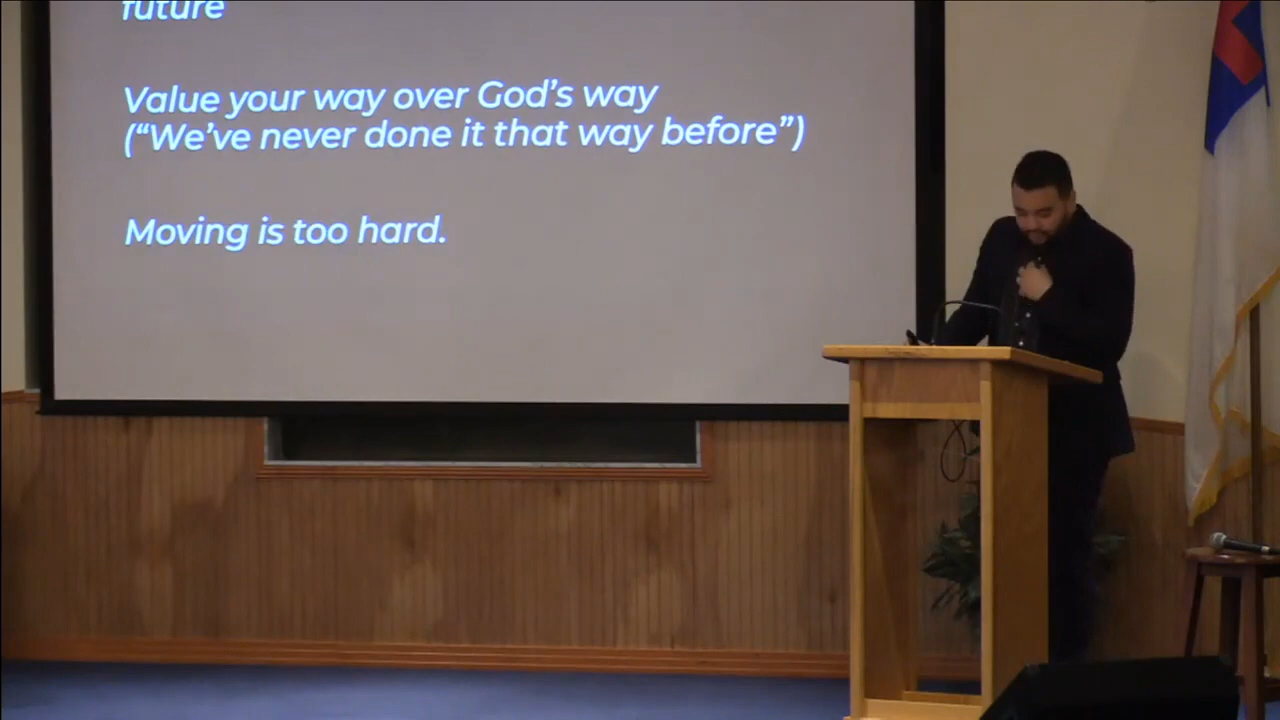 future
Value your way over God’s way
(“We’ve never done it that way before”)
Moving is too hard.